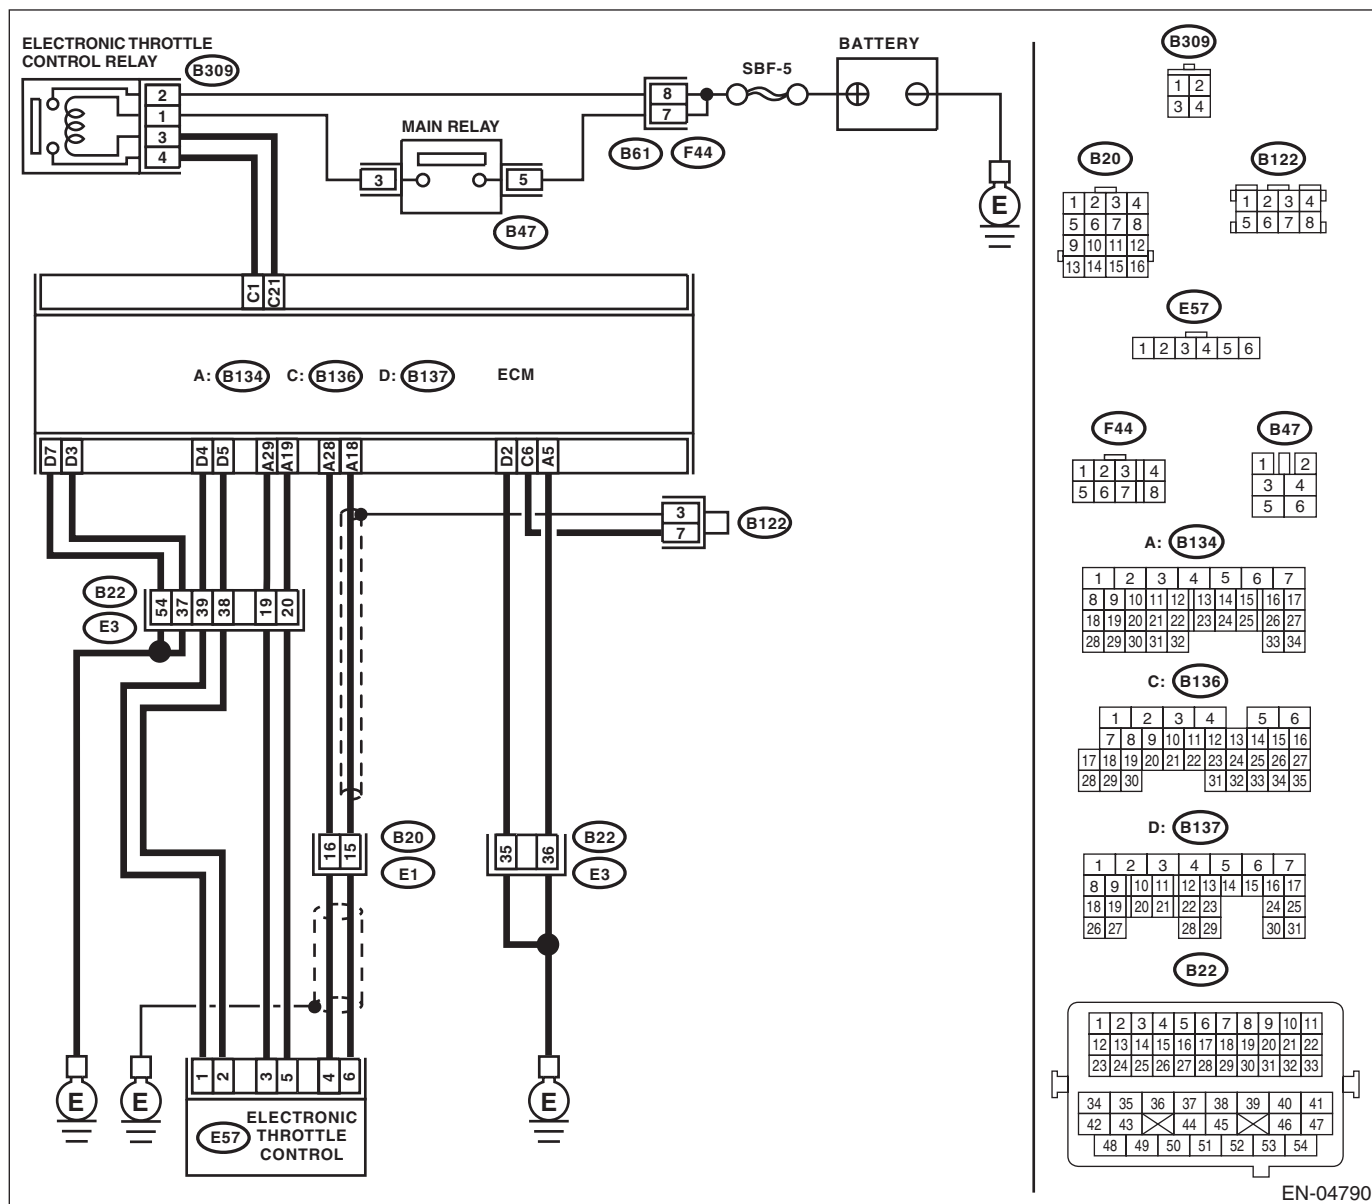 ELECTRONIC THROTTLE
CONTROL RELAY
B309
2
1
3
4
MAIN RELAY
3
5
B47
8
7
B61
F44
SBF-5
BATTERY
E
C1
C21
A: B134 C: B136 D: B137 ECM
D7
D3
D4
D5
A29
A19
A28
A18
D2
C6
A5
3
7
B122
B22
E3
54
37
39
38
19
20
16
15
B20
E1
35
36
B22
E3
E
E
E
1
2
3
5
4
6
E57
ELECTRONIC
THROTTLE
CONTROL
B309
1 2
3 4
B20
1 2 3 4
5 6 7 8
9 10 11 12
13 14 15 16
B122
1 2 3 4
5 6 7 8
E57
1 2 3 4 5 6
F44
1 2 3 4
5 6 7 8
B47
1 2
3 4
5 6
A: B134
1 2 3 4 5 6 7
8 9 10 11 12 13 14 15 16 17
18 19 20 21 22 23 24 25 26 27
28 29 30 31 32 33 34
C: B136
1 2 3 4 5 6
7 8 9 10 11 12 13 14 15 16
17 18 19 20 21 22 23 24 25 26 27
28 29 30 31 32 33 34 35
D: B137
1 2 3 4 5 6 7
8 9 10 11 12 13 14 15 16 17
18 19 20 21 22 23 24 25
26 27 28 29 30 31
B22
1 2 3 4 5 6 7 8 9 10 11
12 13 14 15 16 17 18 19 20 21 22
23 24 25 26 27 28 29 30 31 32 33
34 35 36 37 38 39 40 41
42 43 44 45 46 47
48 49 50 51 52 53 54
EN-04790